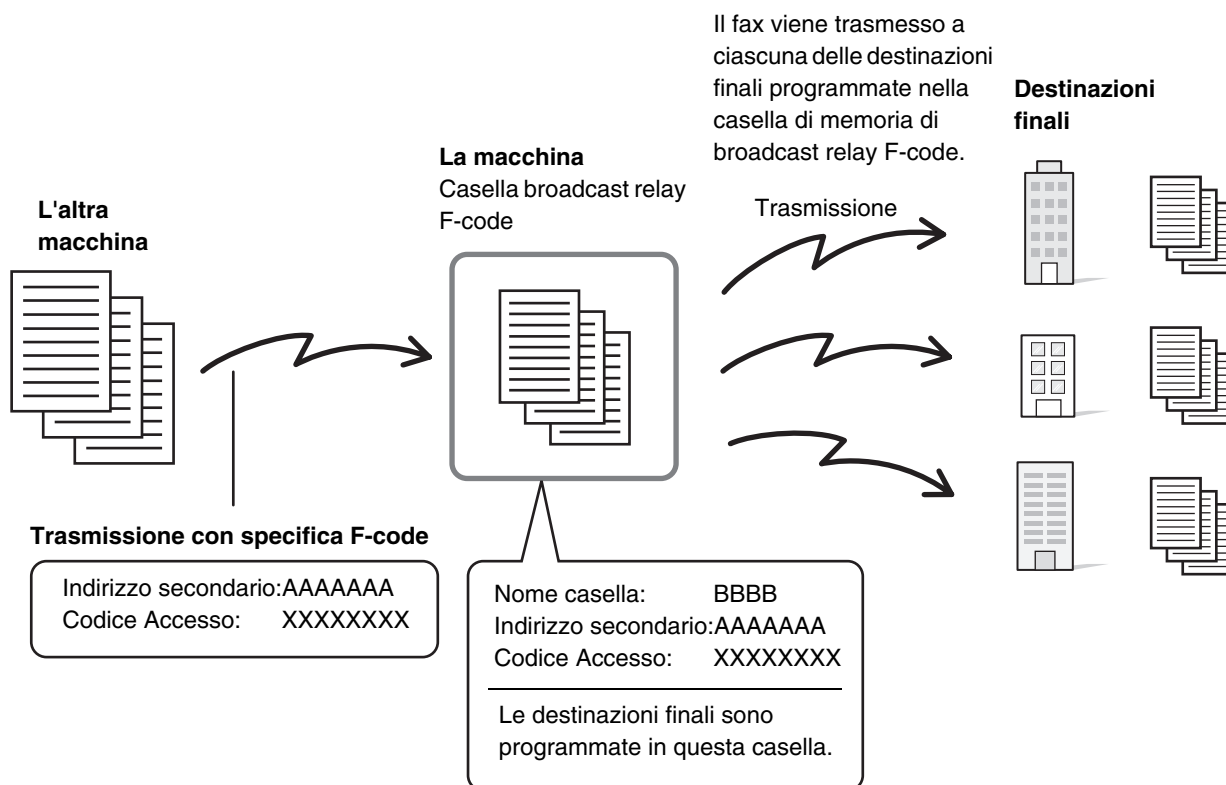 Il fax viene trasmesso a
ciascuna delle destinazioni
finali programmate nella
casella di memoria di
broadcast relay F-code.
Destinazioni
finali
La macchina
Casella broadcast relay
F-code
Trasmissione
L'altra
macchina
Trasmissione con specifica F-code
Indirizzo secondario:AAAAAAA
Codice Accesso: XXXXXXXX
Nome casella: BBBB
Indirizzo secondario:AAAAAAA
Codice Accesso: XXXXXXXX
Le destinazioni finali sono
programmate in questa casella.